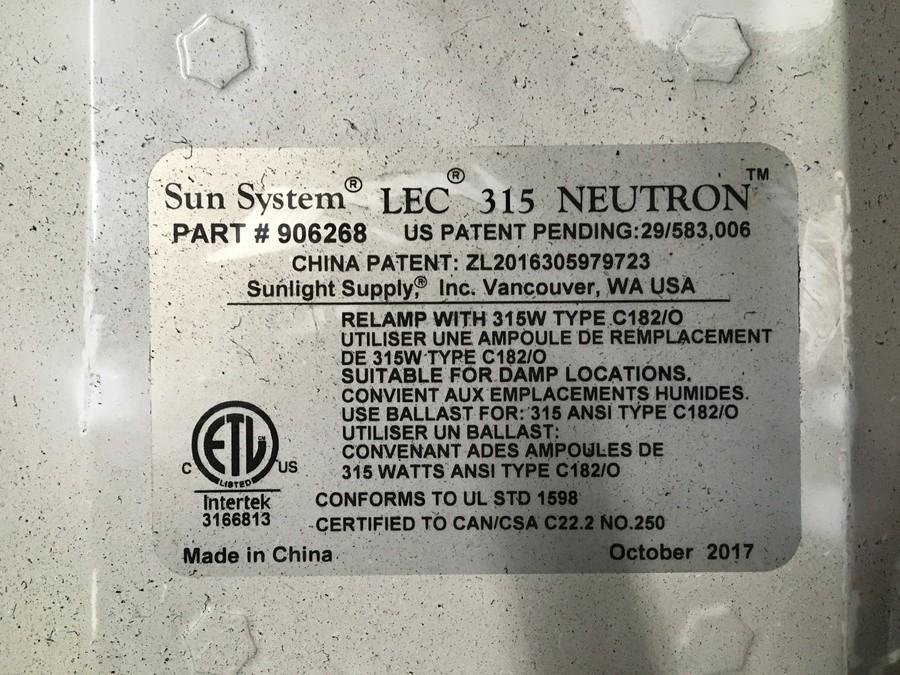 Sun System® LEC® 315 NEUTRON™
PART # 906268 US PATENT PENDING:29/583,006
CHINA PATENT: ZL2016305979723
Sunlight Supply,® Inc. Vancouver, WA USA
RELAMP WITH 315W TYPE C182/O
UTILISER UNE AMPOULE DE REMPLACEMENT
DE 315W TYPE C182/O
SUITABLE FOR DAMP LOCATIONS.
CONVIENT AUX EMPLACEMENTS HUMIDES.
USE BALLAST FOR: 315 ANSI TYPE C182/O
UTILISER UN BALLAST:
CONVENANT ADES AMPOULES DE
315 WATTS ANSI TYPE C182/O
ETL CM
C US
LISTED
Intertek
3166813
CONFORMS TO UL STD 1598
CERTIFIED TO CAN/CSA C22.2 NO.250
Made in China October 2017